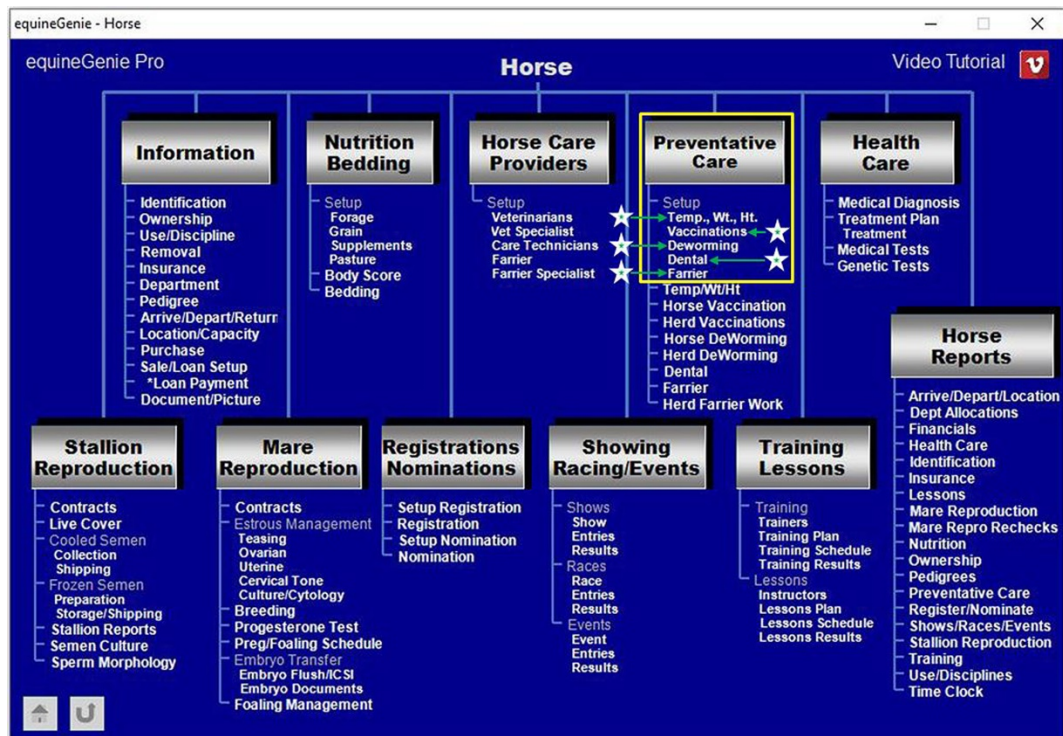 equineGenie - Horse
equineGenie Pro
Horse
Video Tutorial
Information
Identification
Ownership
Use/Discipline
Removal
Insurance
Department
Pedigree
Arrive/Depart/Return
Location/Capacity
Purchase
Sale/Loan Setup
*Loan Payment
Document/Picture
Nutrition
Bedding
Setup
Forage
Grain
Supplements
Pasture
Body Score
Bedding
Horse Care
Providers
Setup
Veterinarians
Vet Specialist
Care Technicians
Farrier
Farrier Specialist
Preventative
Care
Setup
Temp., Wt., Ht.
Vaccinations
Deworming
Dental
Farrier
Temp/Wt/Ht
Horse Vaccination
Herd Vaccinations
Horse DeWorming
Herd DeWorming
Dental
Farrier
Herd Farrier Work
Health
Care
Medical Diagnosis
Treatment Plan
Treatment
Medical Tests
Genetic Tests
Stallion
Reproduction
Contracts
Live Cover
Cooled Semen
Collection
Shipping
Frozen Semen
Preparation
Storage/Shipping
Stallion Reports
Semen Culture
Sperm Morphology
Mare
Reproduction
Contracts
Estrous Management
Teasing
Ovarian
Uterine
Cervical Tone
Culture/Cytology
Breeding
Progesterone Test
Preg/Foaling Schedule
Embryo Transfer
Embryo Flush/ICSI
Embryo Documents
Foaling Management
Registrations
Nominations
Setup Registration
Registration
Setup Nomination
Nomination
Showing
Racing/Events
Shows
Show
Entries
Results
Races
Race
Entries
Results
Events
Event
Entries
Results
Training
Lessons
Training
Trainers
Training Plan
Training Schedule
Training Results
Lessons
Instructors
Lessons Plan
Lessons Schedule
Lessons Results
Horse
Reports
Arrive/Depart/Location
Dept Allocations
Financials
Health Care
Identification
Insurance
Lessons
Mare Reproduction
Mare Repro Rechecks
Nutrition
Ownership
Pedigrees
Preventative Care
Register/Nominate
Shows/Races/Events
Stallion Reproduction
Training
Use/Disciplines
Time Clock